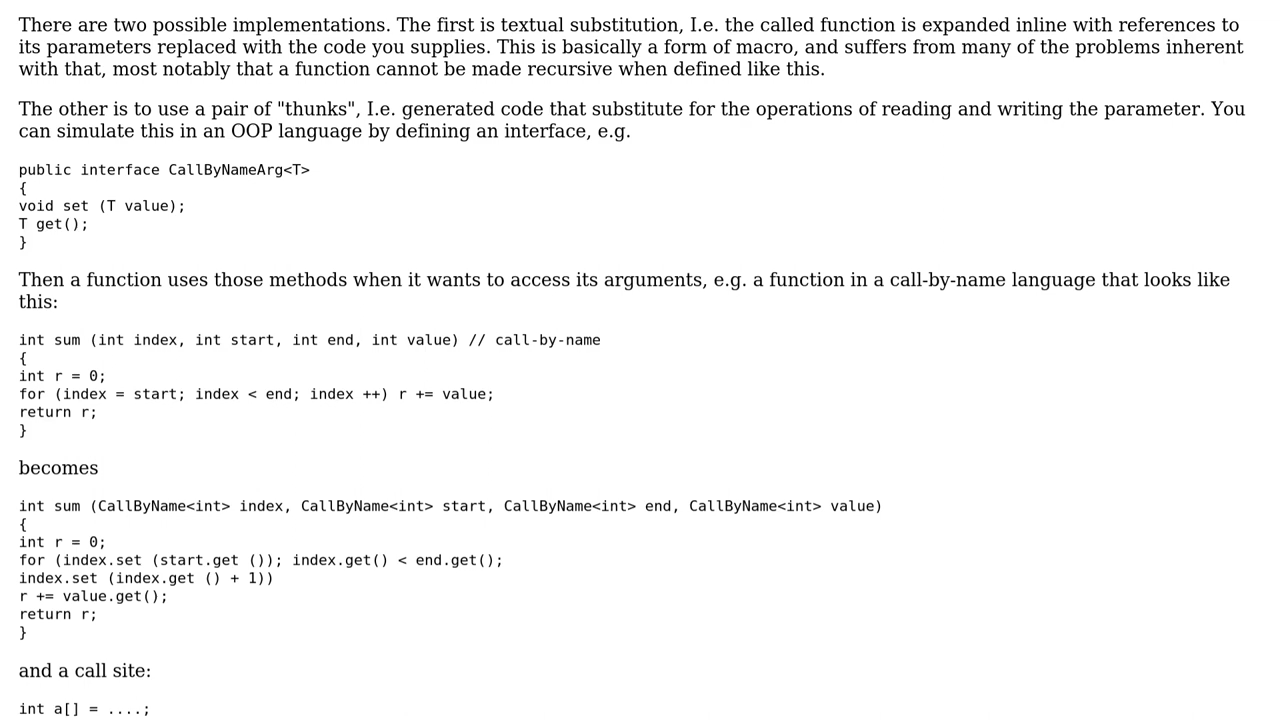 There are two possible implementations. The first is textual substitution, I.e. the called function is expanded inline with references to
its parameters replaced with the code you supplies. This is basically a form of macro, and suffers from many of the problems inherent
with that, most notably that a function cannot be made recursive when defined like this.
The other is to use a pair of "thunks", I.e. generated code that substitute for the operations of reading and writing the parameter. You
can simulate this in an OOP language by defining an interface, e.g.
public interface CallByNameArg<T>
{
void set (T value);
T get();
}
Then a function uses those methods when it wants to access its arguments, e.g. a function in a call-by-name language that looks like
this:
int sum (int index, int start, int end, int value) // call-by-name
{
int r = 0;
for (index = start; index < end; index ++) r += value;
return r;
}
becomes
int sum (CallByName<int> index, CallByName<int> start, CallByName<int> end, CallByName<int> value)
{
int r = 0;
for (index.set (start.get ()); index.get() < end.get();
index.set (index.get () + 1))
r += value.get();
return r;
}
and a call site:
int a[] = ....;